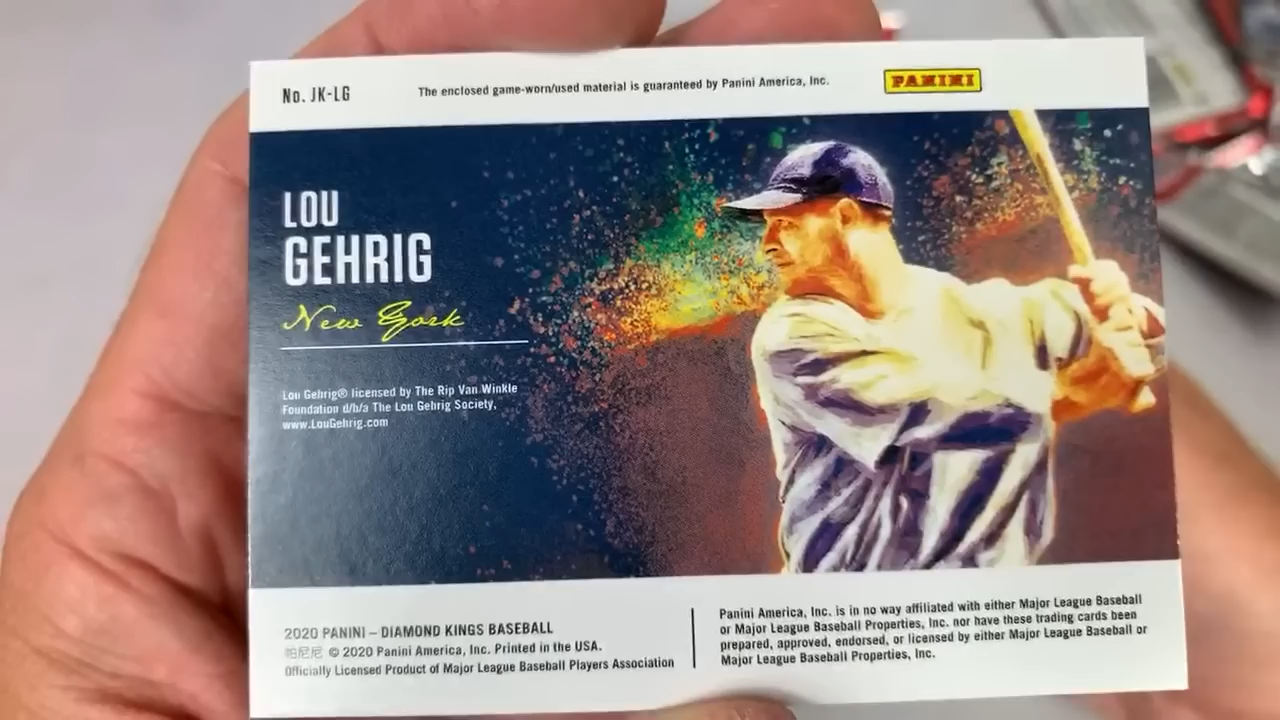 No. JK-LG
The enclosed game-worn/used material is guaranteed by Panini America, Inc.
PANINI
LOU
GEHRIG
New York
Lou Gehrig® licensed by The Rip Van Winkle
Foundation d/b/a The Lou Gehrig Society,
www.LouGehrig.com
2020 PANINI – DIAMOND KINGS BASEBALL
帕尼尼 © 2020 Panini America, Inc. Printed in the USA.
Officially Licensed Product of Major League Baseball Players Association
Panini America, Inc. is in no way affiliated with either Major League Baseball
or Major League Baseball Properties, Inc. nor have these trading cards been
prepared, approved, endorsed, or licensed by either Major League Baseball or
Major League Baseball Properties, Inc.